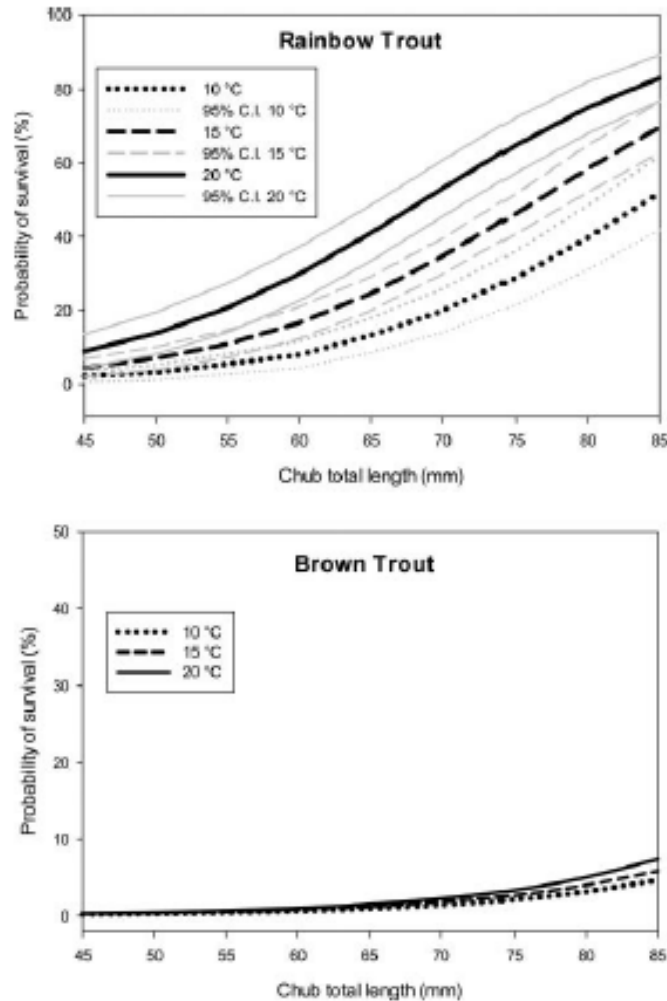 Rainbow Trout
10 °C
95% C.I. 10 °C
15 °C
95% C.I. 15 °C
20 °C
95% C.I. 20 °C
Probability of survival (%)
100
80
60
40
20
0
45 50 55 60 65 70 75 80 85
Chub total length (mm)
Brown Trout
10 °C
15 °C
20 °C
Probability of survival (%)
50
40
30
20
10
0
45 50 55 60 65 70 75 80 85
Chub total length (mm)